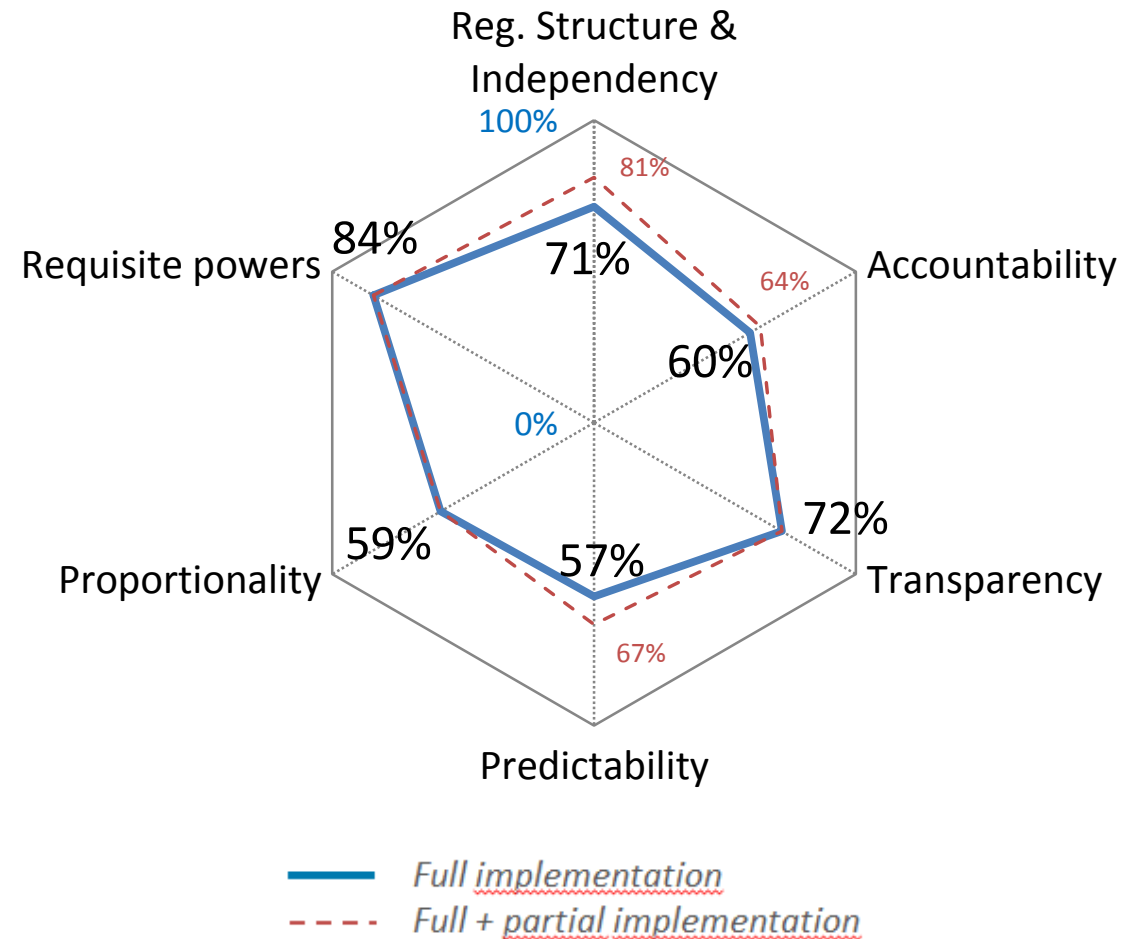 Reg. Structure &
Independency
100%
81%
84%
71%
Requisite powers
Accountability
64%
60%
0%
72%
59%
57%
Proportionality
Transparency
67%
Predictability
Full implementation
Full + partial implementation